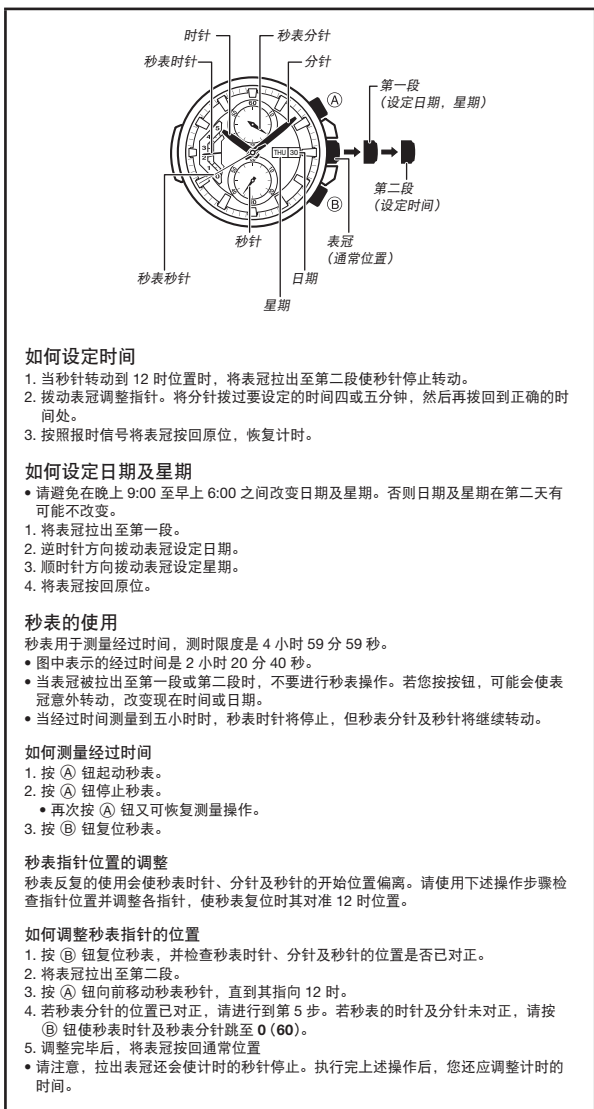 时针
秒表分针
秒表时针
分针
第一段
（设定日期，星期）
60
THU 30
5
4
3
2
1
0
Ⓐ
Ⓑ
第二段
（设定时间）
秒针
表冠
（通常位置）
秒表秒针
日期
星期
如何设定时间
1. 当秒针转动到 12 时位置时，将表冠拉出至第二段使秒针停止转动。
2. 拨动表冠调整指针。将分针拨过要设定的时间四或五分钟，然后再拨回到正确的时
间处。
3. 按照报时信号将表冠按回原位，恢复计时。
如何设定日期及星期
• 请避免在晚上 9:00 至早上 6:00 之间改变日期及星期。否则日期及星期在第二天有
可能不改变。
1. 将表冠拉出至第一段。
2. 逆时针方向拨动表冠设定日期。
3. 顺时针方向拨动表冠设定星期。
4. 将表冠按回原位。
秒表的使用
秒表用于测量经过时间，测时限度是 4 小时 59 分 59 秒。
• 图中表示的经过时间是 2 小时 20 分 40 秒。
• 当表冠被拉出至第一段或第二段时，不要进行秒表操作。若您按按钮，可能会使表
冠意外转动，改变现在时间或日期。
• 当经过时间测量到五小时时，秒表时针将停止，但秒表分针及秒针将继续转动。
如何测量经过时间
1. 按 Ⓐ 钮起动秒表。
2. 按 Ⓐ 钮停止秒表。
• 再次按 Ⓐ 钮又可恢复测量操作。
3. 按 Ⓑ 钮复位秒表。
秒表指针位置的调整
秒表反复的使用会使秒表时针、分针及秒针的开始位置偏离。请使用下述操作步骤检
查指针位置并调整各指针，使秒表复位时其对准 12 时位置。
如何调整秒表指针的位置
1. 按 Ⓑ 钮复位秒表，并检查秒表时针、分针及秒针的位置是否已对正。
2. 将表冠拉出至第二段。
3. 按 Ⓐ 钮向前移动秒表秒针，直到其指向 12 时。
4. 若秒表分针的位置已对正，请进行到第 5 步。若秒表的时针及分针未对正，请按
Ⓑ 钮使秒表时针及秒表分针跳至 0（60）。
5. 调整完毕后，将表冠按回通常位置
• 请注意，拉出表冠还会使计时的秒针停止。执行完上述操作后，您还应调整计时的
时间。